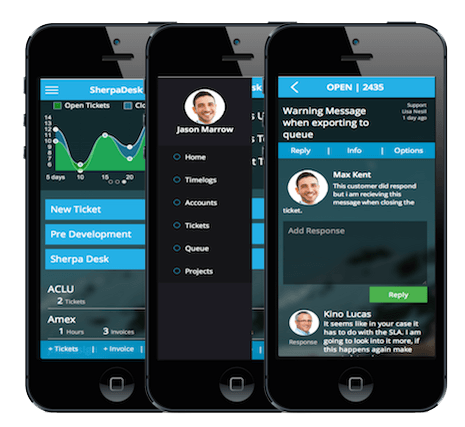 SherpaDesk
Open Tickets
Clo
14
13
12
11
10
9
8
7
6
5 days
10
15
20
New Ticket
Pre Development
Sherpa Desk
ACLU
2 Tickets
Amex
1 Hours 3 Invoices
+ Tickets | + Invoice |
Jason Marrow
Home
Timelogs
Accounts
Tickets
Queue
Projects
OPEN | 2435
Warning Message
when exporting to
queue
Support
Lisa Nesil
1 day ago
Reply | Info | Options
Max Kent
This customer did respond
but i am recieving this
message when closing the
ticket.
Add Response
Reply
Kino Lucas
Response
It seems like in your case it
has to do with the SLA. I am
going to look into it more, if
this happens again make